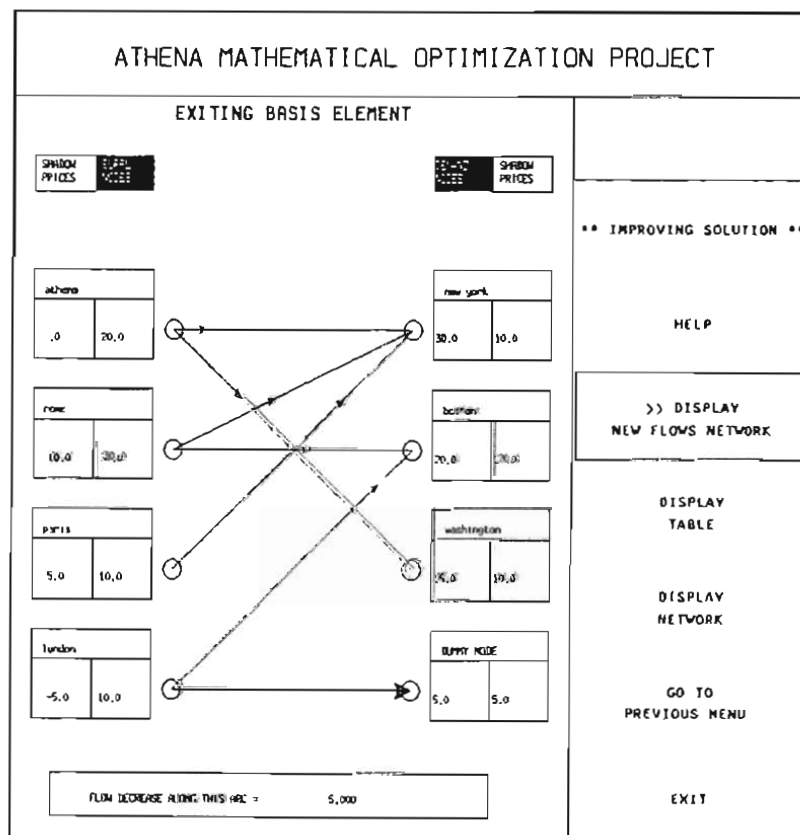 ATHENA MATHEMATICAL OPTIMIZATION PROJECT
EXITING BASIS ELEMENT
SHADOW
PRICES
SHADOW
PRICES
** IMPROVING SOLUTION **
athens
.0 20.0
new york
30.0 10.0
HELP
rome
10.0
boston
20.0
>> DISPLAY
NEW FLOWS NETWORK
paris
5.0 10.0
washington
10.0
DISPLAY
TABLE
DISPLAY
NETWORK
london
-5.0 10.0
DUMMY NODE
5.0 5.0
GO TO
PREVIOUS MENU
FLOW DECREASE ALONG THIS ARC = 5.000
EXIT